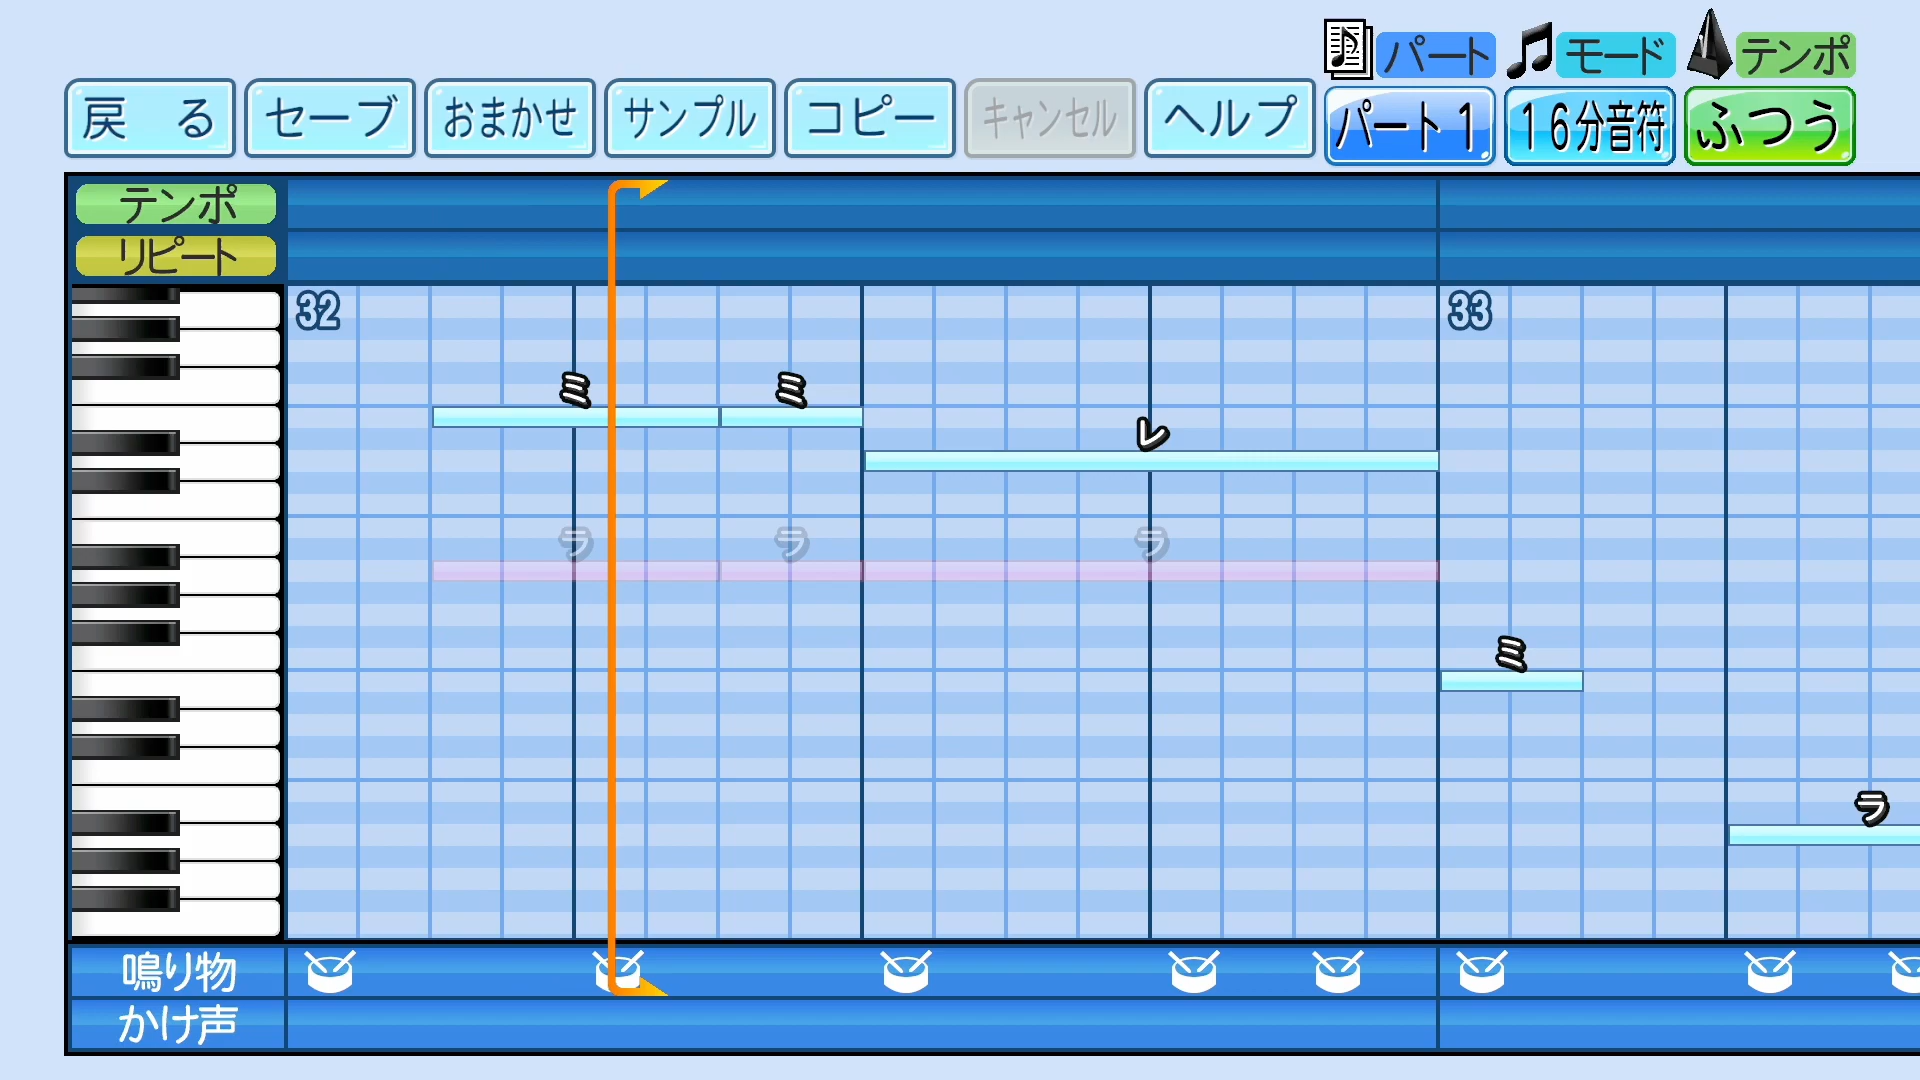 パート モード テンポ
戻 る セーブ おまかせ サンプル コピー キャンセル ヘルプ パート1 16分音符 ふつう
テンポ
リピート
32 33
ミ ミ
レ
ラ ラ ラ
ミ
ラ
鳴り物
かけ声